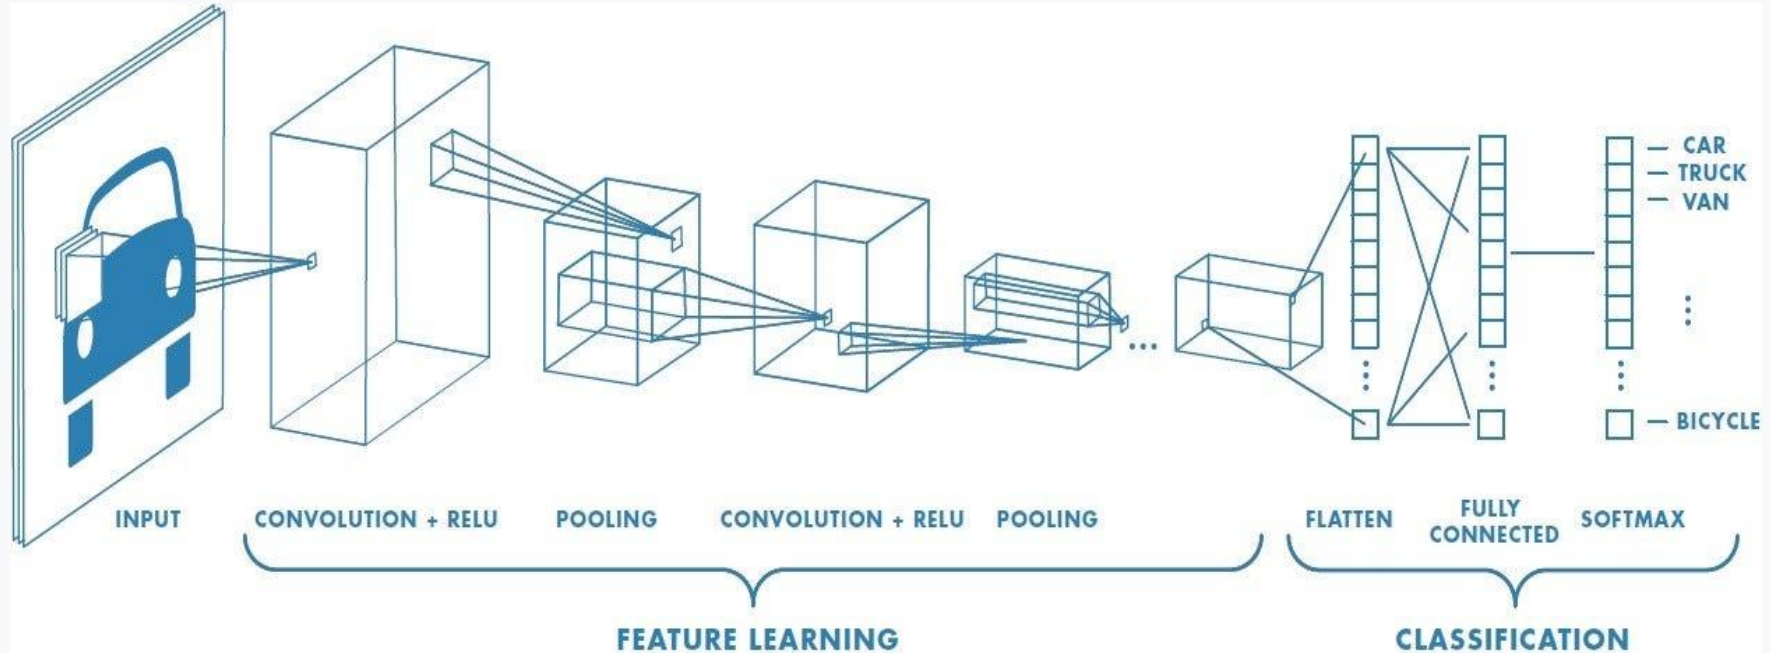 CAR
TRUCK
VAN
BICYCLE
INPUT
CONVOLUTION + RELU
POOLING
CONVOLUTION + RELU
POOLING
FLATTEN
FULLY
CONNECTED
SOFTMAX
FEATURE LEARNING
CLASSIFICATION